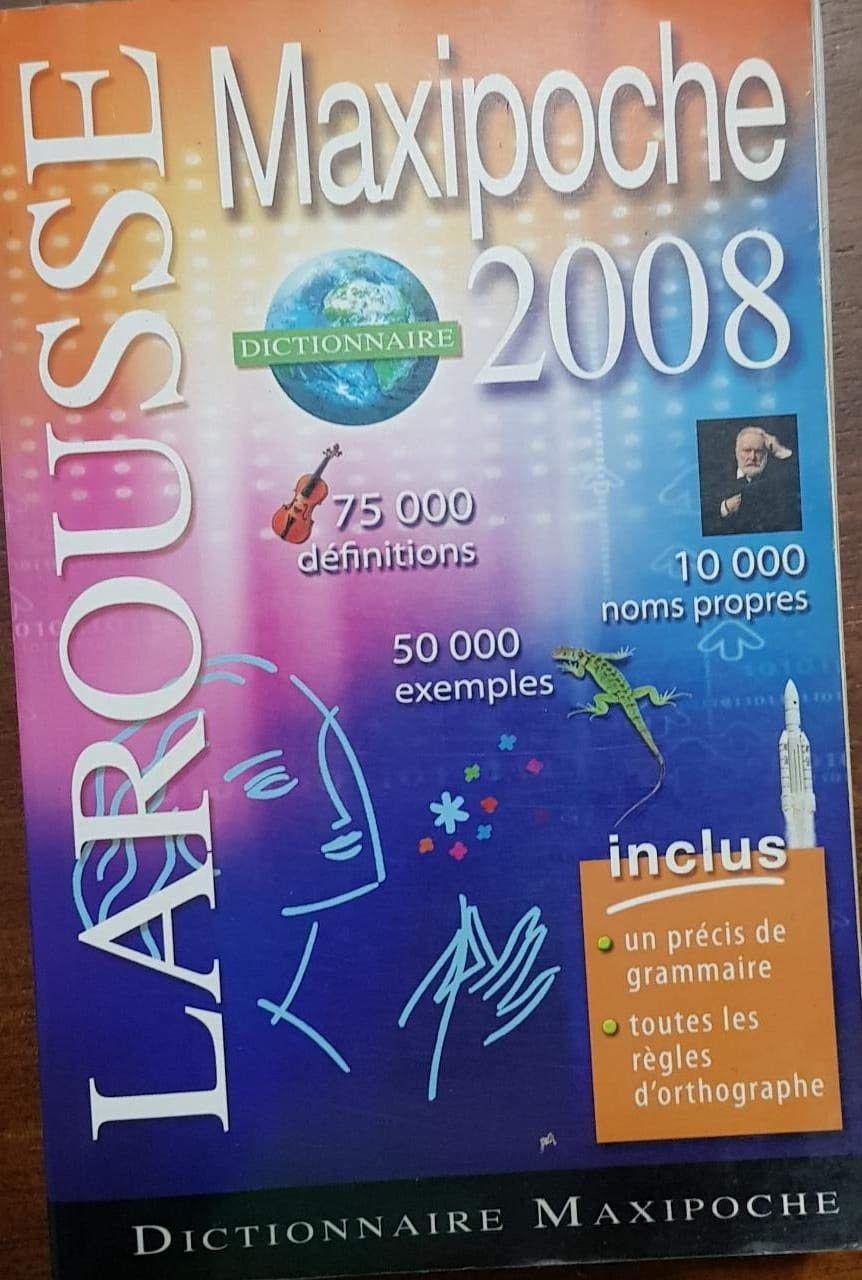 LAROUSSE
Maxipoche
2008
DICTIONNAIRE
75 000
définitions
10 000
noms propres
50 000
exemples
inclus
un précis de
grammaire
toutes les
règles
d'orthographe
DICTIONNAIRE MAXIPOCHE